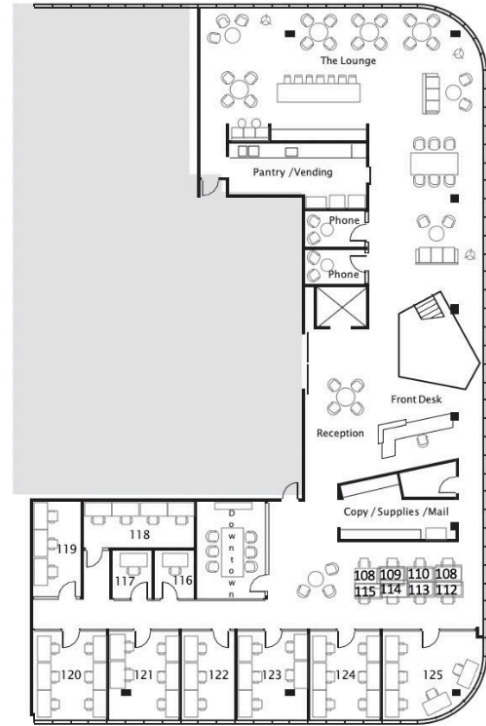 The Lounge
Pantry /Vending
Phone
Phone
Front Desk
Reception
Copy /Supplies /Mail
Downtown
118
119
117
116
108 109 110 108
115 114 113 112
120
121
122
123
124
125